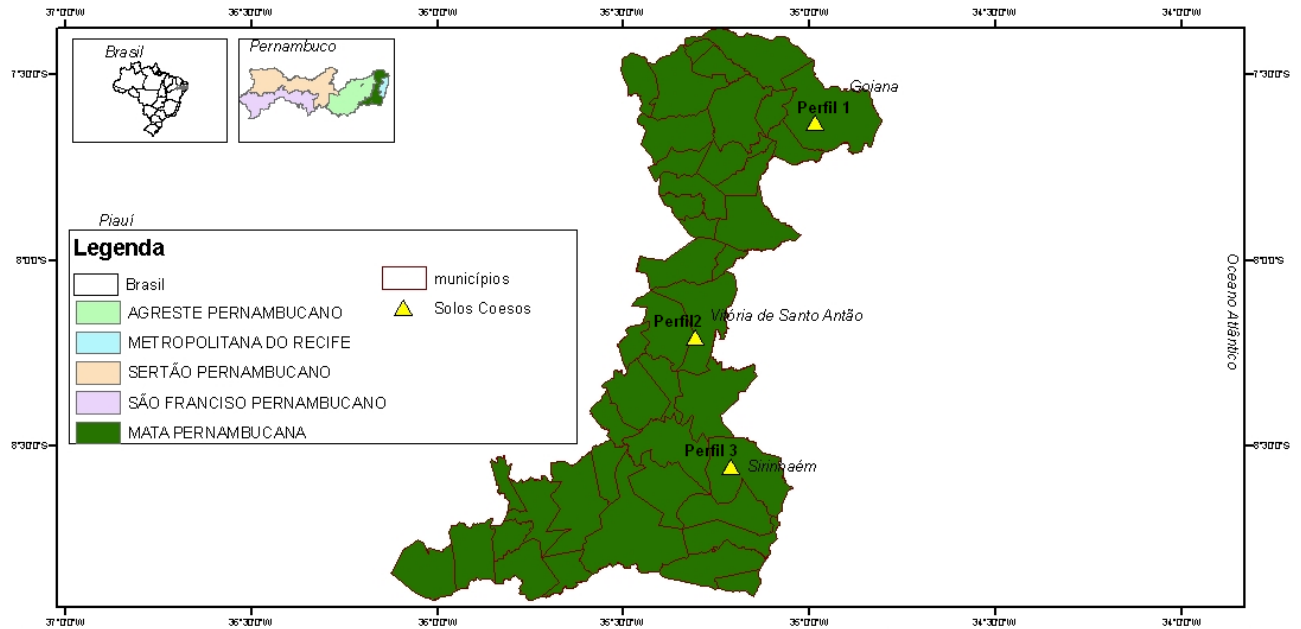 37°0'0"W 36°30'0"W 36°0'0"W 35°30'0"W 35°0'0"W 34°30'0"W 34°0'0"W
Brasil
Pernambuco
7°30'0"S
7°30'0"S
Goiana
Perfil 1
Piauí
Legenda
Brasil
AGRESTE PERNAMBUCANO
METROPOLITANA DO RECIFE
SERTÃO PERNAMBUCANO
SÃO FRANCISO PERNAMBUCANO
MATA PERNAMBUCANA
municípios
Solos Coesos
8°0'0"S
8°0'0"S
Oceano Atlântico
Vitória de Santo Antão
Perfil2
8°30'0"S
8°30'0"S
Perfil 3
Sirinhaém
37°0'0"W 36°30'0"W 36°0'0"W 35°30'0"W 35°0'0"W 34°30'0"W 34°0'0"W